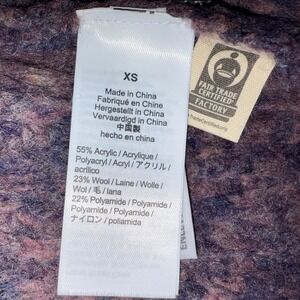 XS
Made in China
Fabriqué en Chine
Hergestellt in China
Vervaardigd in China
中国製
hecho en china
55% Acrylic / Acrylique /
Polyacryl / Acryl / アクリル /
acrílico
23% Wool / Laine / Wolle /
Wol / 毛 / lana
22% Polyamide / Polyamide /
Polyamide / Polyamide /
ナイロン / poliamida
FAIR TRADE
CERTIFIED
FACTORY